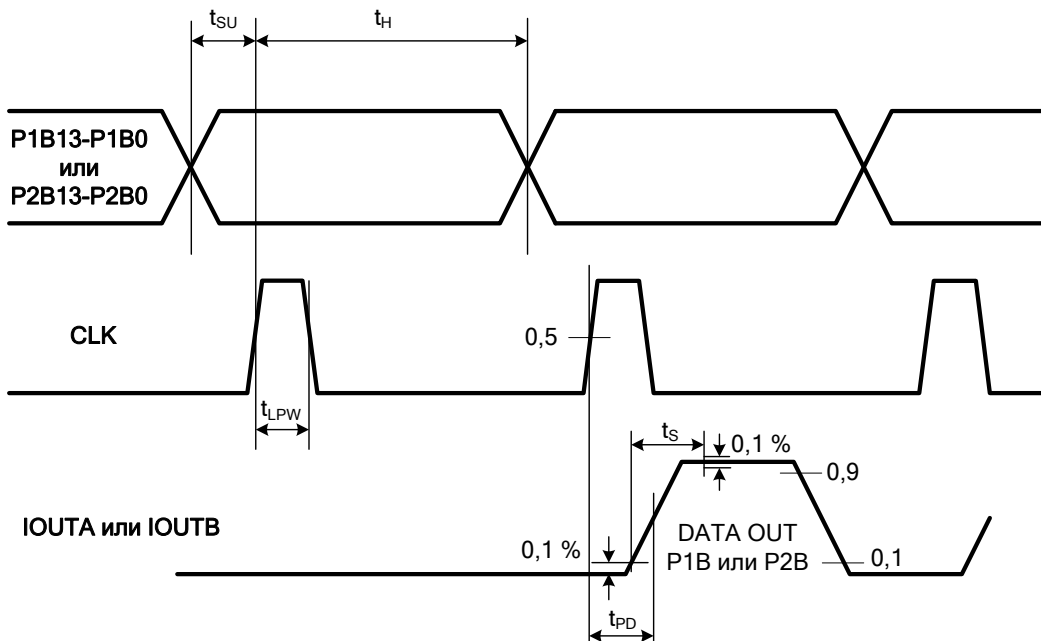 tSU
tH
P1B13-P1B0
или
P2B13-P2B0
CLK
0,5
tLPW
tS
0,1 %
0,9
IOUTA или IOUTB
0,1 %
DATA OUT
P1B или P2B
0,1
tPD